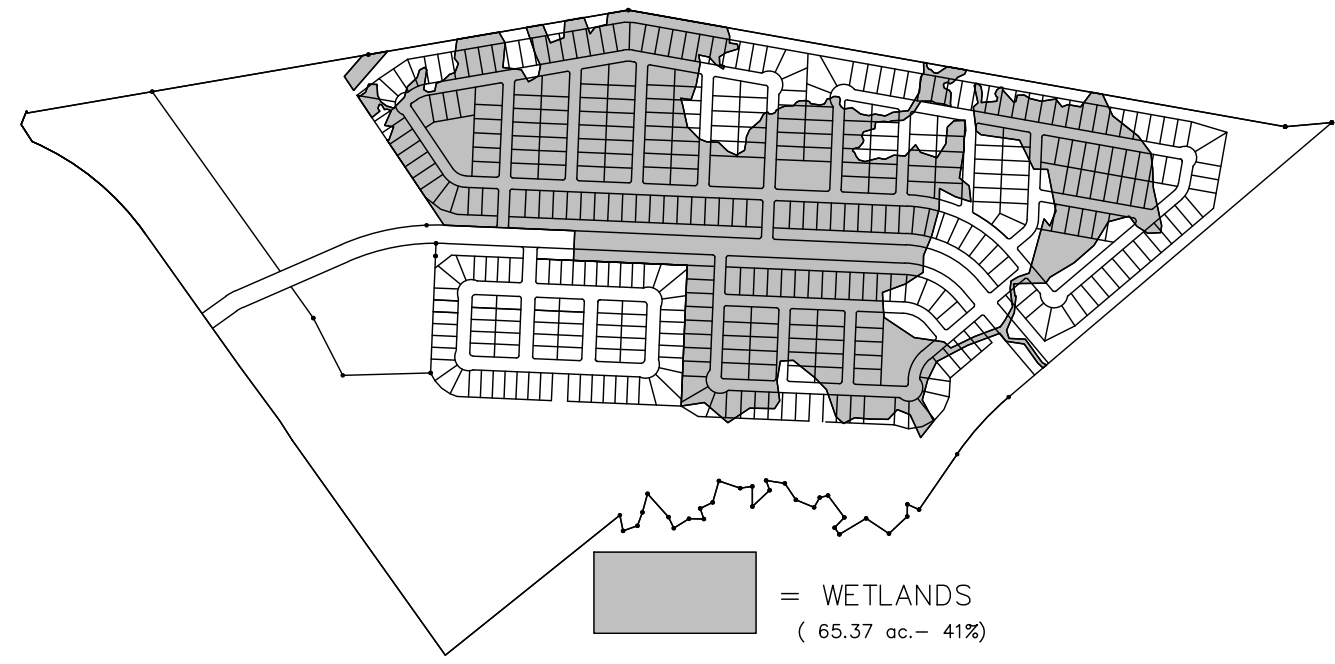 = WETLANDS
( 65.37 ac.– 41%)